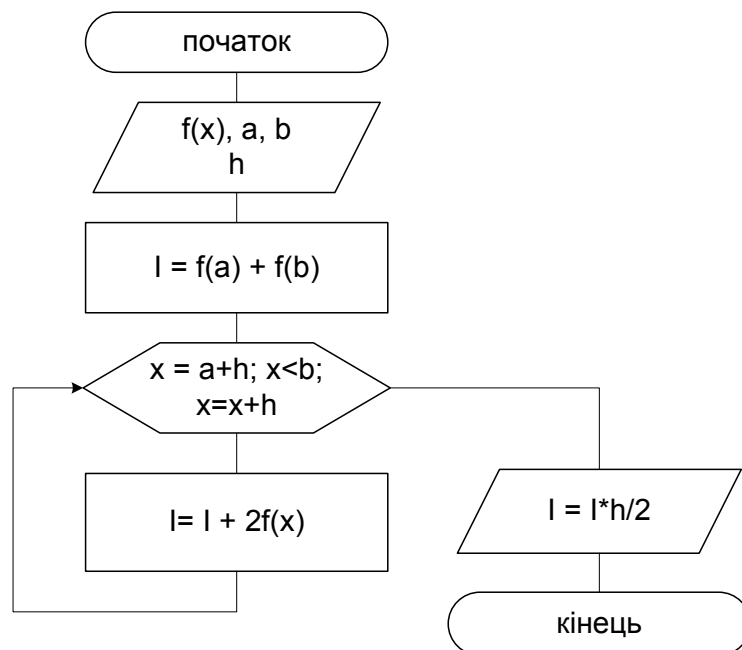 початок
f(x), a, b
h
I = f(a) + f(b)
x = a+h; x<b;
x=x+h
I= I + 2f(x)
I = I*h/2
кінець